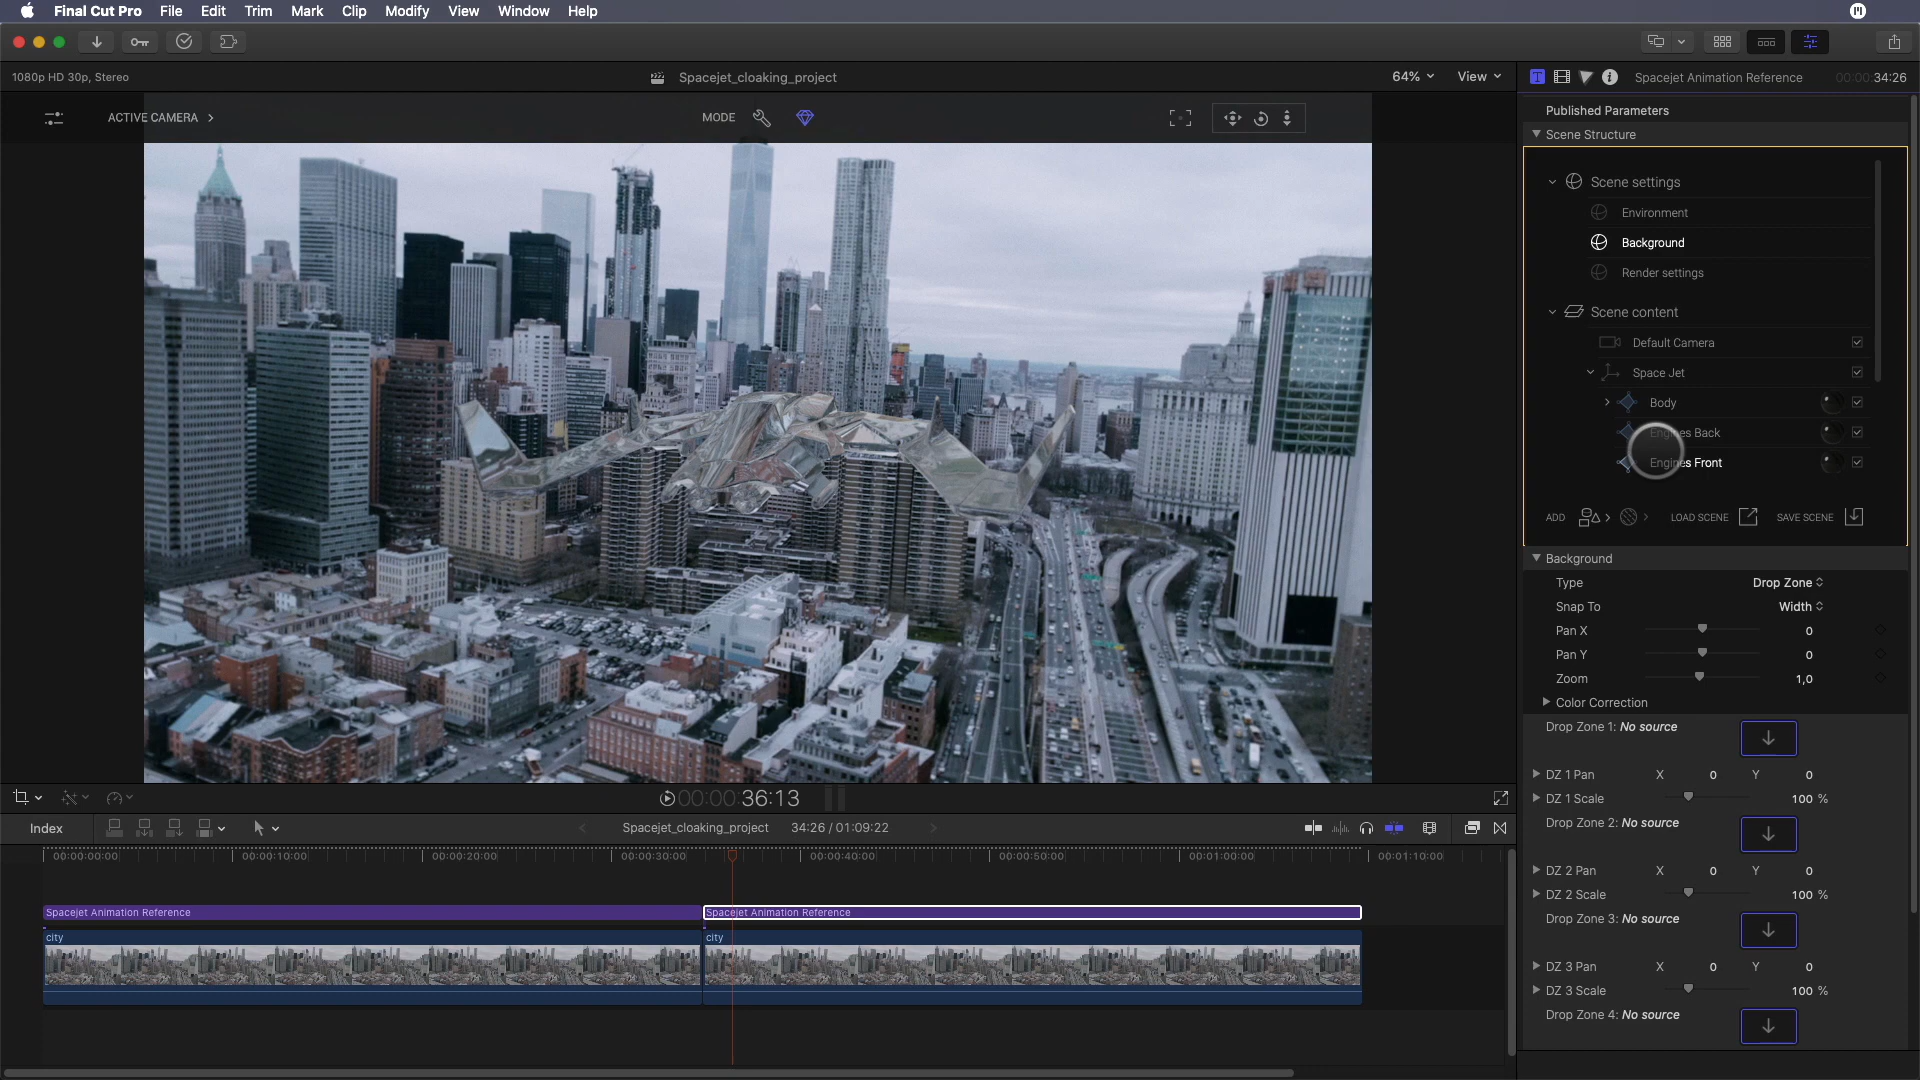 Final Cut Pro File Edit Trim Mark Clip Modify View Window Help
1080p HD 30p, Stereo
Spacejet_cloaking_project
64% View
Spacejet Animation Reference 00:00:34:26
ACTIVE CAMERA
MODE
Published Parameters
Scene Structure
Scene settings
Environment
Background
Render settings
Scene content
Default Camera
Space Jet
Body
Engines Back
Engines Front
ADD
LOAD SCENE
SAVE SCENE
Background
Type Drop Zone
Snap To Width
Pan X 0
Pan Y 0
Zoom 1,0
Color Correction
Drop Zone 1: No source
DZ 1 Pan X 0 Y 0
DZ 1 Scale 100 %
Drop Zone 2: No source
DZ 2 Pan X 0 Y 0
DZ 2 Scale 100 %
Drop Zone 3: No source
DZ 3 Pan X 0 Y 0
DZ 3 Scale 100 %
Drop Zone 4: No source
00:00:36:13
Index
Spacejet_cloaking_project 34:26 / 01:09:22
00:00:00:00 00:00:10:00 00:00:20:00 00:00:30:00 00:00:40:00 00:00:50:00 00:01:00:00 00:01:10:00
Spacejet Animation Reference Spacejet Animation Reference
city city